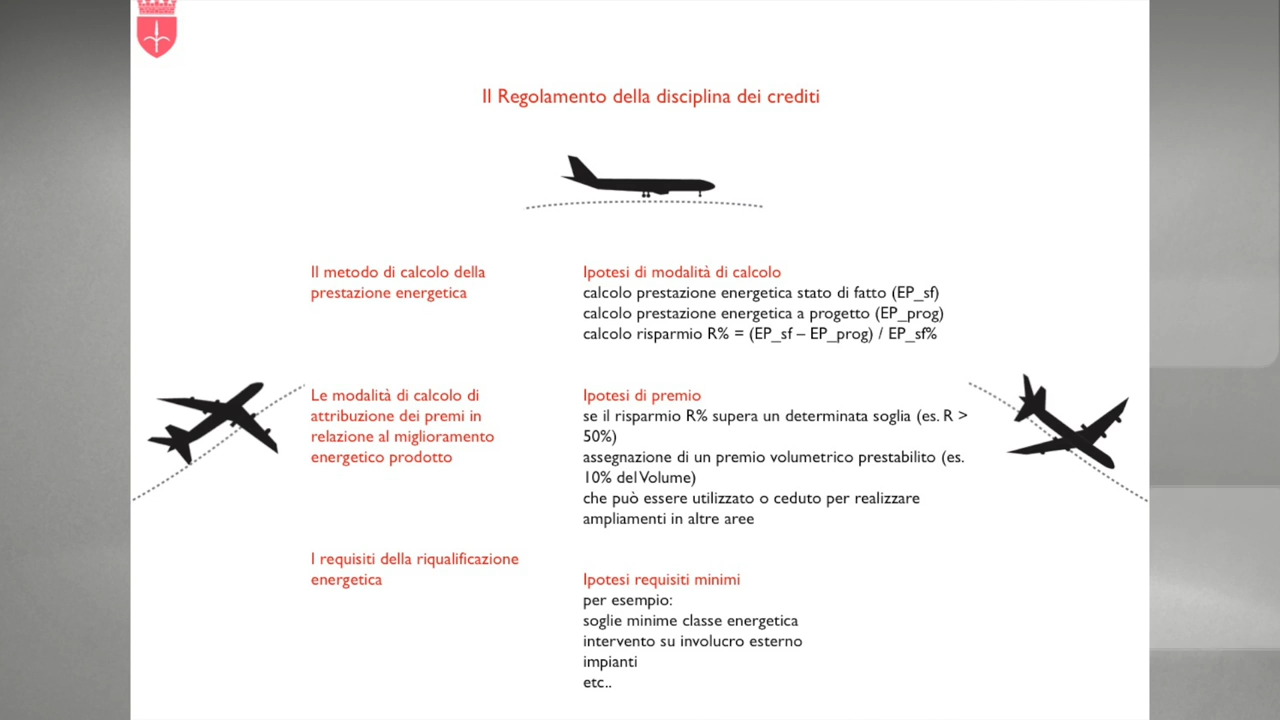 Il Regolamento della disciplina dei crediti
Il metodo di calcolo della
prestazione energetica
Ipotesi di modalità di calcolo
calcolo prestazione energetica stato di fatto (EP_sf)
calcolo prestazione energetica a progetto (EP_prog)
calcolo risparmio R% = (EP_sf – EP_prog) / EP_sf%
Le modalità di calcolo di
attribuzione dei premi in
relazione al miglioramento
energetico prodotto
Ipotesi di premio
se il risparmio R% supera un determinata soglia (es. R >
50%)
assegnazione di un premio volumetrico prestabilito (es.
10% del Volume)
che può essere utilizzato o ceduto per realizzare
ampliamenti in altre aree
I requisiti della riqualificazione
energetica
Ipotesi requisiti minimi
per esempio:
soglie minime classe energetica
intervento su involucro esterno
impianti
etc..